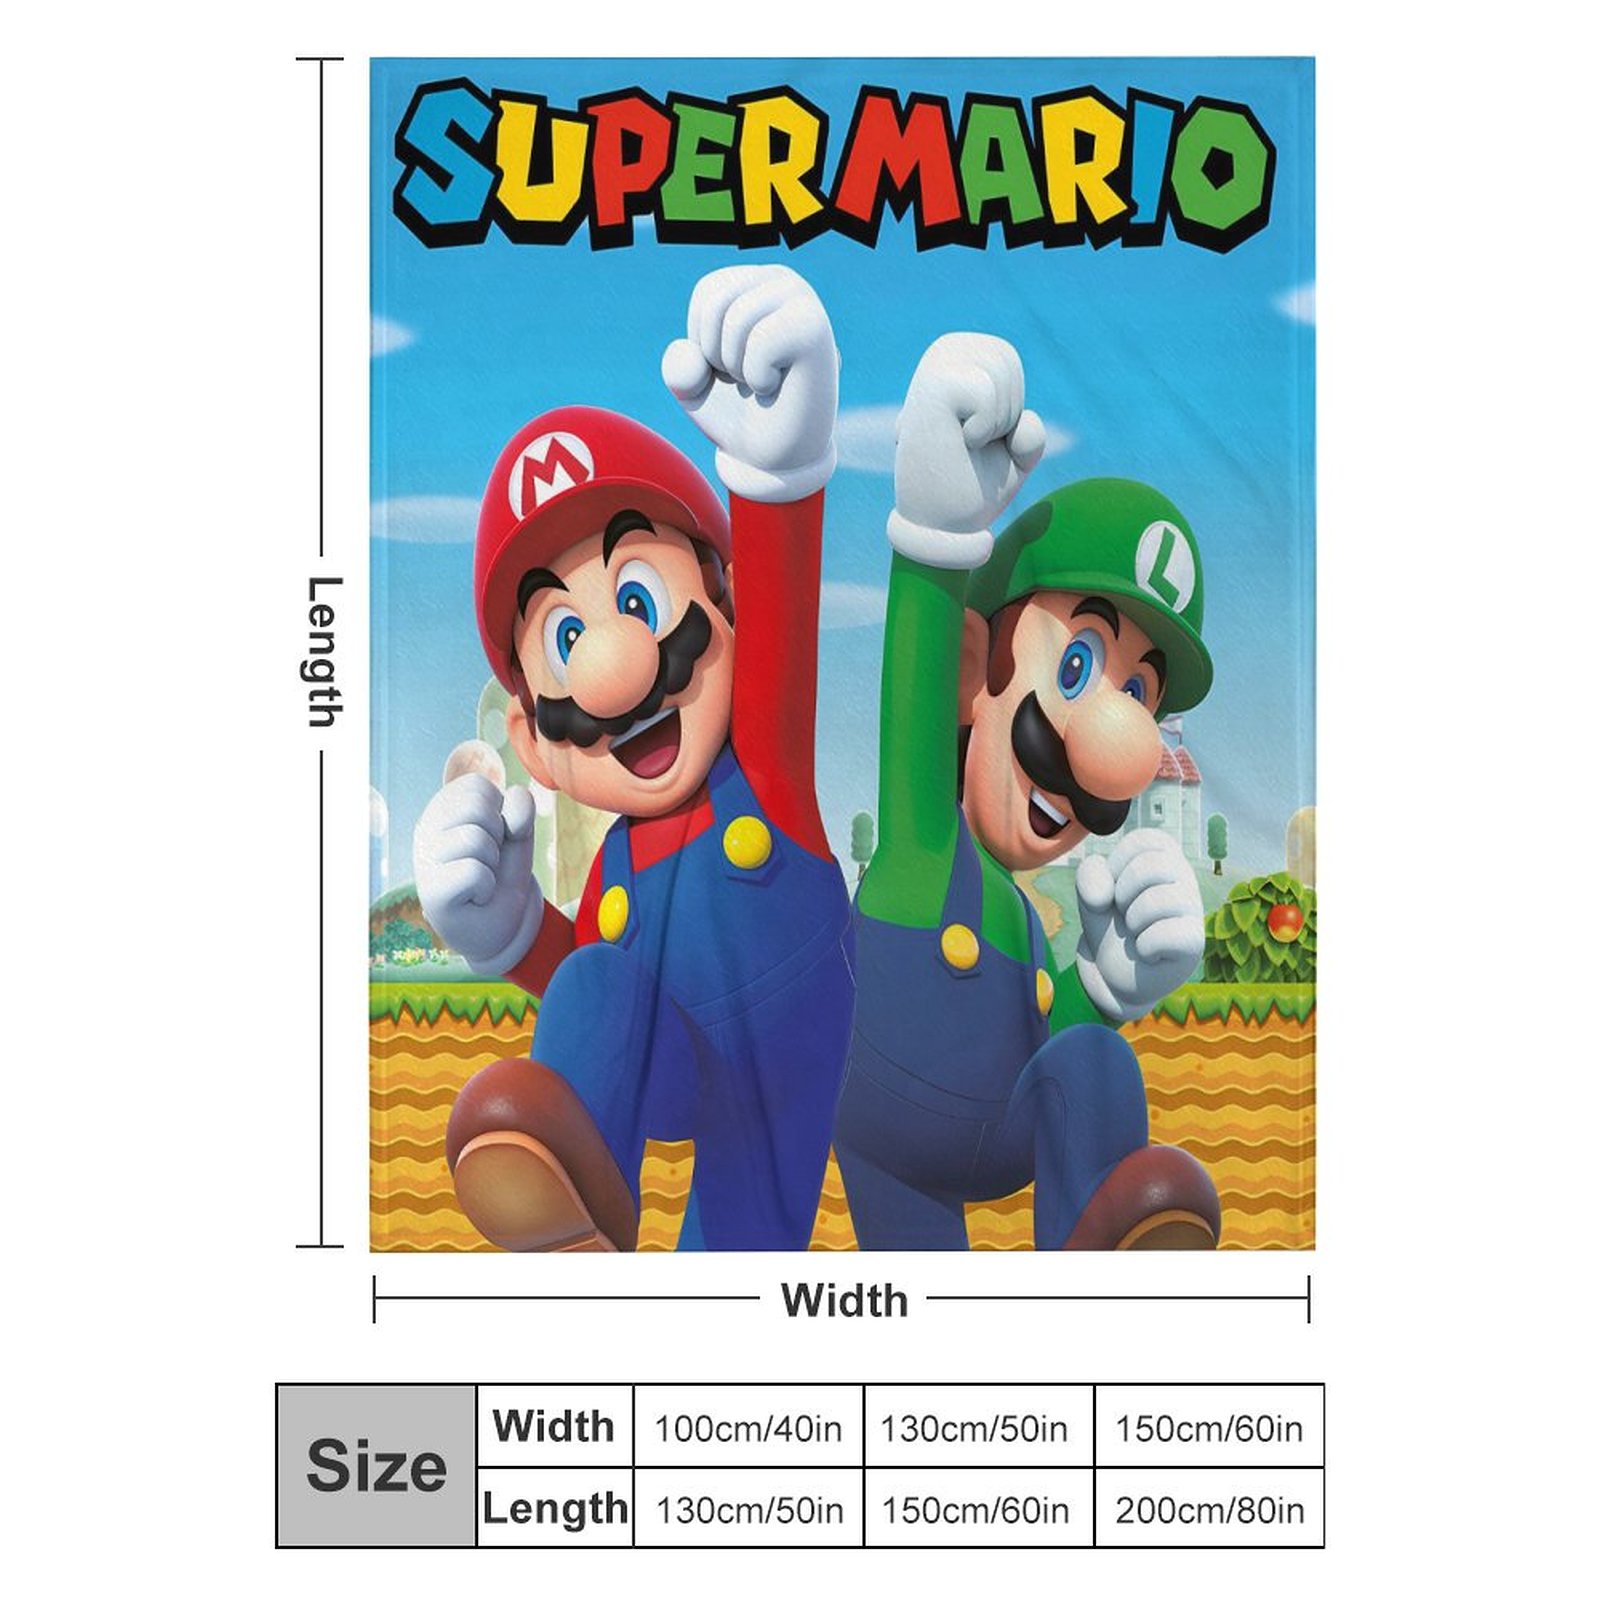 SUPER MARIO
M
L
Length
Width
Size
Width 100cm/40in 130cm/50in 150cm/60in
Length 130cm/50in 150cm/60in 200cm/80in